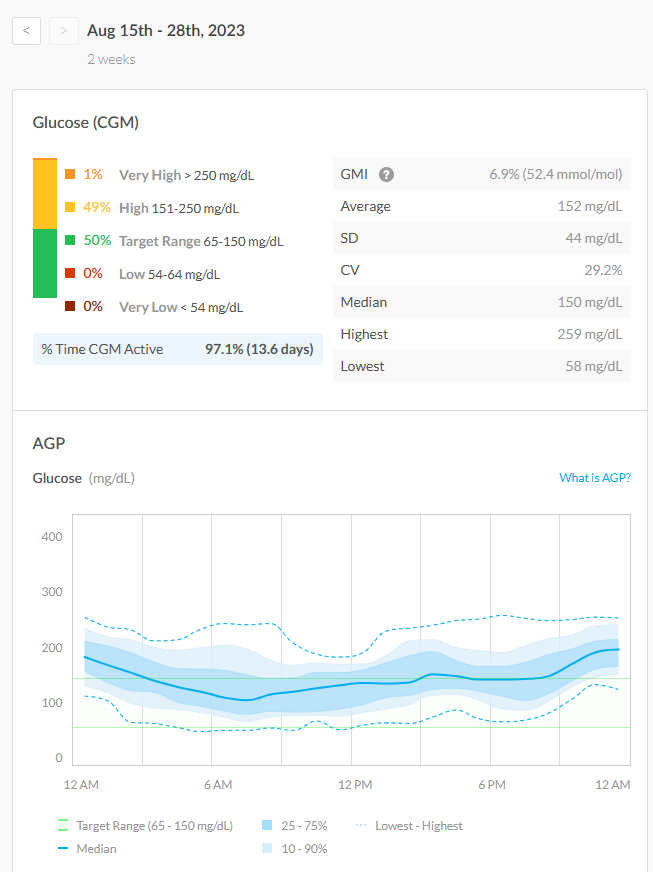 < > Aug 15th - 28th, 2023
2 weeks
Glucose (CGM)
1% Very High > 250 mg/dL
49% High 151-250 mg/dL
50% Target Range 65-150 mg/dL
0% Low 54-64 mg/dL
0% Very Low < 54 mg/dL
% Time CGM Active 97.1% (13.6 days)
GMI ? 6.9% (52.4 mmol/mol)
Average 152 mg/dL
SD 44 mg/dL
CV 29.2%
Median 150 mg/dL
Highest 259 mg/dL
Lowest 58 mg/dL
AGP
Glucose (mg/dL) What is AGP?
400
300
200
100
0
12 AM 6 AM 12 PM 6 PM 12 AM
Target Range (65 - 150 mg/dL) 25 - 75% Lowest - Highest
Median 10 - 90%